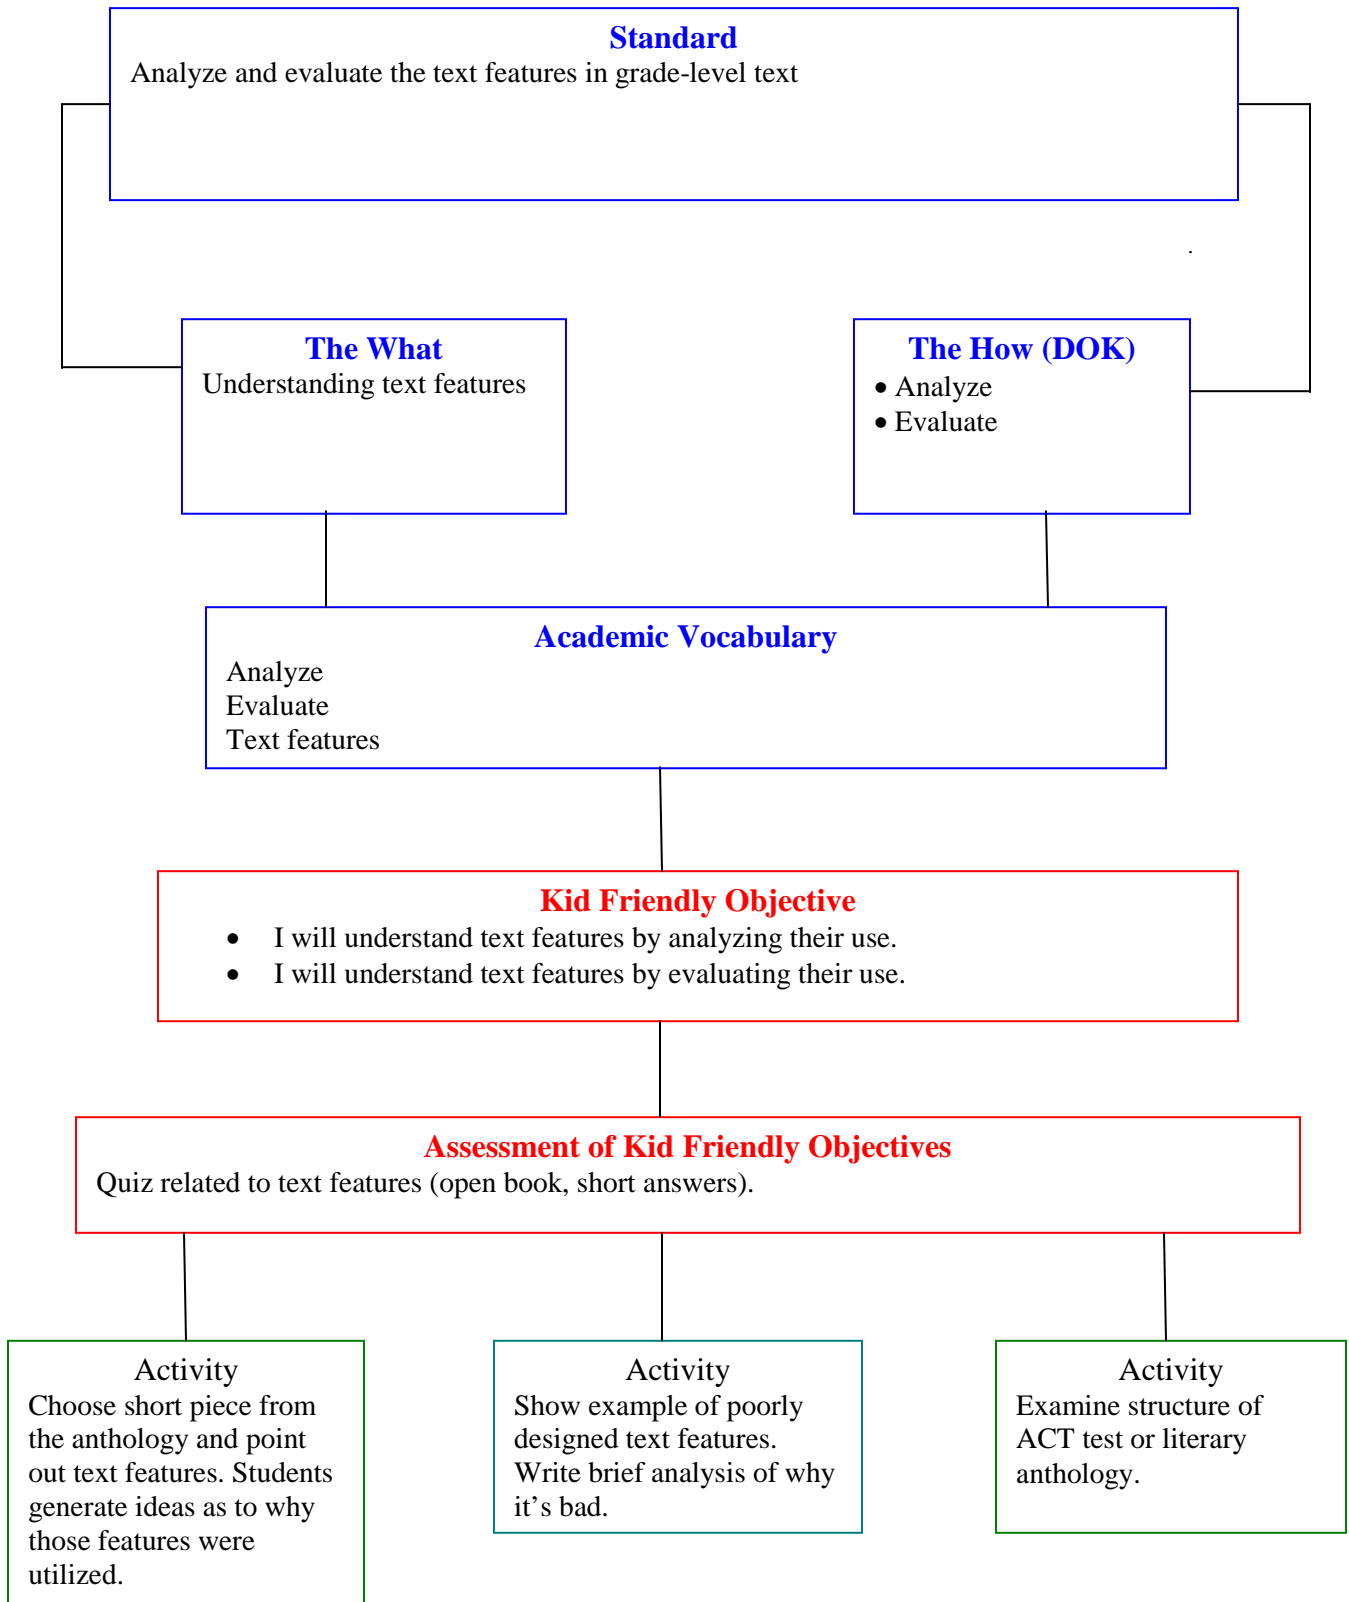 Standard
Analyze and evaluate the text features in grade-level text
The What
Understanding text features
The How (DOK)
• Analyze
• Evaluate
Academic Vocabulary
Analyze
Evaluate
Text features
Kid Friendly Objective
• I will understand text features by analyzing their use.
• I will understand text features by evaluating their use.
Assessment of Kid Friendly Objectives
Quiz related to text features (open book, short answers).
Activity
Choose short piece from
the anthology and point
out text features. Students
generate ideas as to why
those features were
utilized.
Activity
Show example of poorly
designed text features.
Write brief analysis of why
it’s bad.
Activity
Examine structure of
ACT test or literary
anthology.